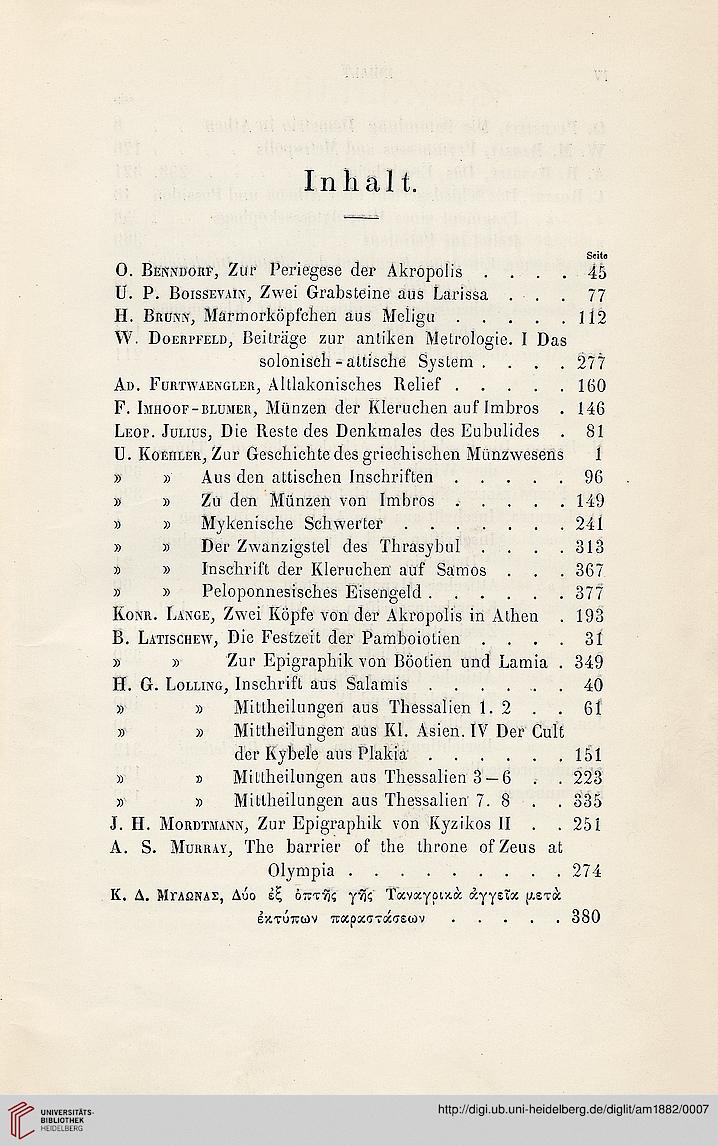 Inhalt.
Seite
O. Benndorf, Zur Periegese der Akropolis . . . . 45
U. P. Boissevain, Zwei Grabsteine aus Larissa . . . 77
H. Brunn, Marmorköpfchen aus Meligu . . . . . 112
W. Doerpfeld, Beiträge zur antiken Metrologie. I Das
solonisch-attische System . . . . 277
Ad. Furtwaengler, Altlakonisches Relief . . . . . 160
F. Imhoof-Blumer, Münzen der Kleruchen auf Imbros . 146
Leop. Julius, Die Reste des Denkmales des Eubulides . 81
U. Koehler, Zur Geschichte des griechischen Münzwesens 1
» » Aus den attischen Inschriften . . . . . 96
» » Zu den Münzen von Imbros . . . . . 149
» » Mykenische Schwerter . . . . . . . 241
» » Der Zwanzigstel des Thrasybul . . . . 313
» » Inschrift der Kleruchen auf Samos . . . 367
» » Peloponnesisches Eisengeld . . . . . . 377
Konr. Lange, Zwei Köpfe von der Akropolis in Athen . 193
B. Latischew, Die Festzeit der Pamboiotien . . . . 31
» » Zur Epigraphik von Böotien und Lamia . 349
H. G. Lolling, Inschrift aus Salamis . . . . . . 40
» » Mittheilungen aus Thessalien 1. 2 . . 61
» » Mittheilungen aus Kl. Asien. IV Der Cult
der Kybele aus Plakia . . . . . . 151
» » Mittheilungen aus Thessalien 3—6 . . 223
» » Mittheilungen aus Thessalien 7. 8 . . 335
J. H. Mordtmann, Zur Epigraphik von Kyzikos II . . 251
A. S. Murray, The barrier of the throne of Zeus at
Olympia . . . . . . . . . 274
Κ. Δ. Μυλωνας, Δύο ἐξ ὀπτῆς γῆς Ταναγρικὰ ἀγγεῖα μετὰ
ἐκτύπων παραστάσεων . . . . . 380
UNIVERSITÄTS-
BIBLIOTHEK
HEIDELBERG
http://digi.ub.uni-heidelberg.de/diglit/am1882/0007